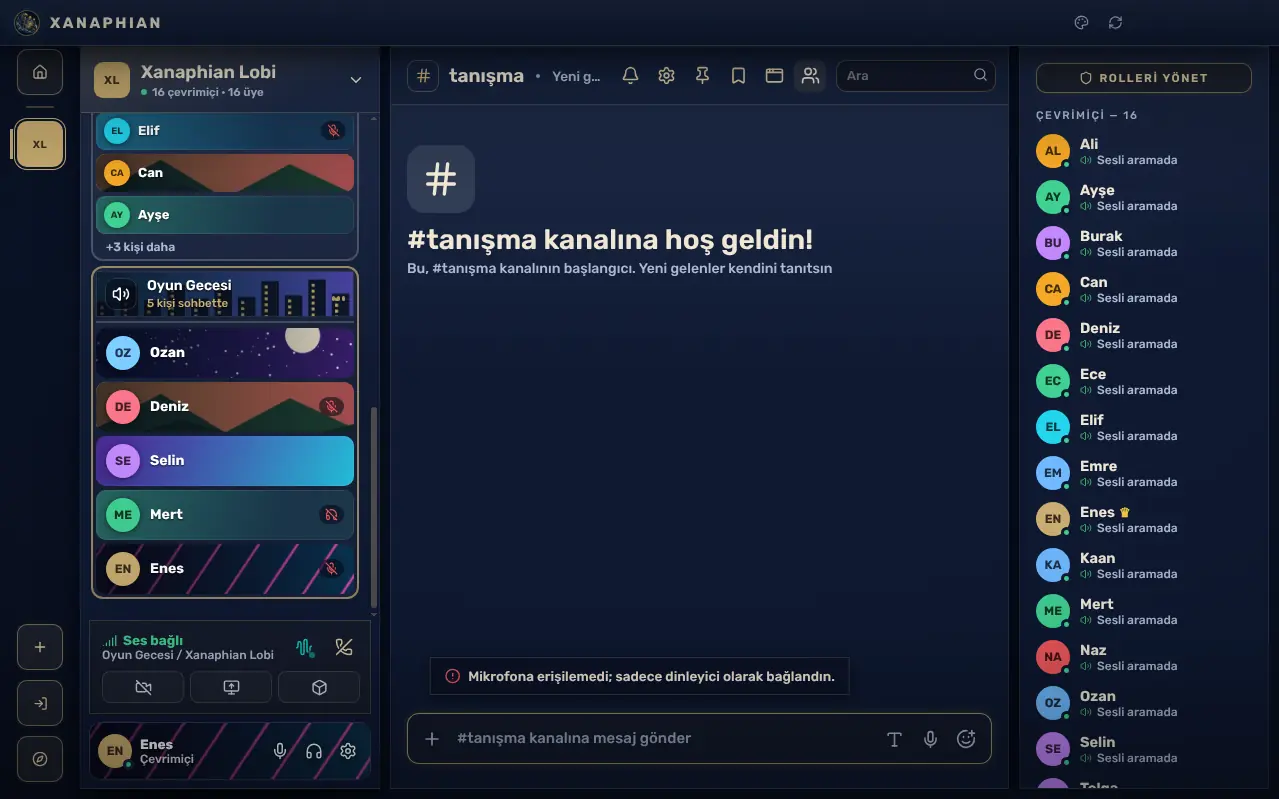 XANAPHIAN
XL
XL
Xanaphian Lobi
16 çevrimiçi • 16 üye
EL
Elif
CA
Can
AY
Ayşe
+3 kişi daha
Oyun Gecesi
5 kişi sohbette
OZ
Ozan
DE
Deniz
SE
Selin
ME
Mert
EN
Enes
Ses bağlı
Oyun Gecesi / Xanaphian Lobi
EN
Enes
Çevrimiçi
# tanışma • Yeni g...
Ara
#
#tanışma kanalına hoş geldin!
Bu, #tanışma kanalının başlangıcı. Yeni gelenler kendini tanıtsın
Mikrofona erişilemedi; sadece dinleyici olarak bağlandın.
#tanışma kanalına mesaj gönder
ROLLERİ YÖNET
ÇEVRİMİÇİ — 16
AL
Ali
Sesli aramada
AY
Ayşe
Sesli aramada
BU
Burak
Sesli aramada
CA
Can
Sesli aramada
DE
Deniz
Sesli aramada
EC
Ece
Sesli aramada
EL
Elif
Sesli aramada
EM
Emre
Sesli aramada
EN
Enes
Sesli aramada
KA
Kaan
Sesli aramada
ME
Mert
Sesli aramada
NA
Naz
Sesli aramada
OZ
Ozan
Sesli aramada
SE
Selin
Sesli aramada